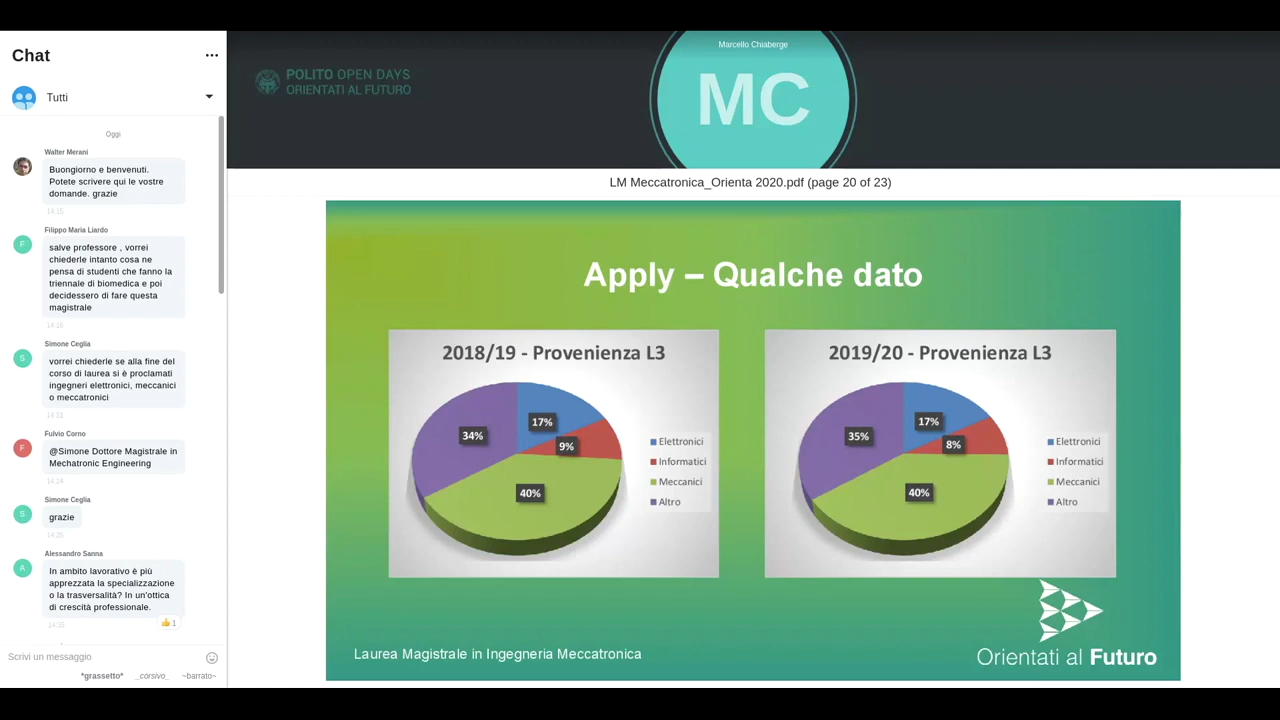 Chat
Tutti
Oggi
Walter Merani
Buongiorno e benvenuti.
Potete scrivere qui le vostre
domande. grazie
14:15
Filippo Maria Liardo
F
salve professore , vorrei
chiederle intanto cosa ne
pensa di studenti che fanno la
triennale di biomedica e poi
decidessero di fare questa
magistrale
14:16
Simone Ceglia
S
vorrei chiederle se alla fine del
corso di laurea si è proclamati
ingegneri elettronici, meccanici
o meccatronici
Fulvio Corno
F
@Simone Dottore Magistrale in
Mechatronic Engineering
14:24
Simone Ceglia
S
grazie
Alessandro Sanna
A
In ambito lavorativo è più
apprezzata la specializzazione
o la trasversalità? In un'ottica
di crescità professionale.
14:35
👍 1
Scrivi un messaggio
*grassetto* _corsivo_ ~barrato~
POLITO OPEN DAYS
ORIENTATI AL FUTURO
Marcello Chiaberge
MC
LM Meccatronica_Orienta 2020.pdf (page 20 of 23)
Apply – Qualche dato
2018/19 - Provenienza L3
17%
9%
40%
34%
Elettronici
Informatici
Meccanici
Altro
2019/20 - Provenienza L3
17%
8%
40%
35%
Elettronici
Informatici
Meccanici
Altro
Laurea Magistrale in Ingegneria Meccatronica
Orientati al Futuro